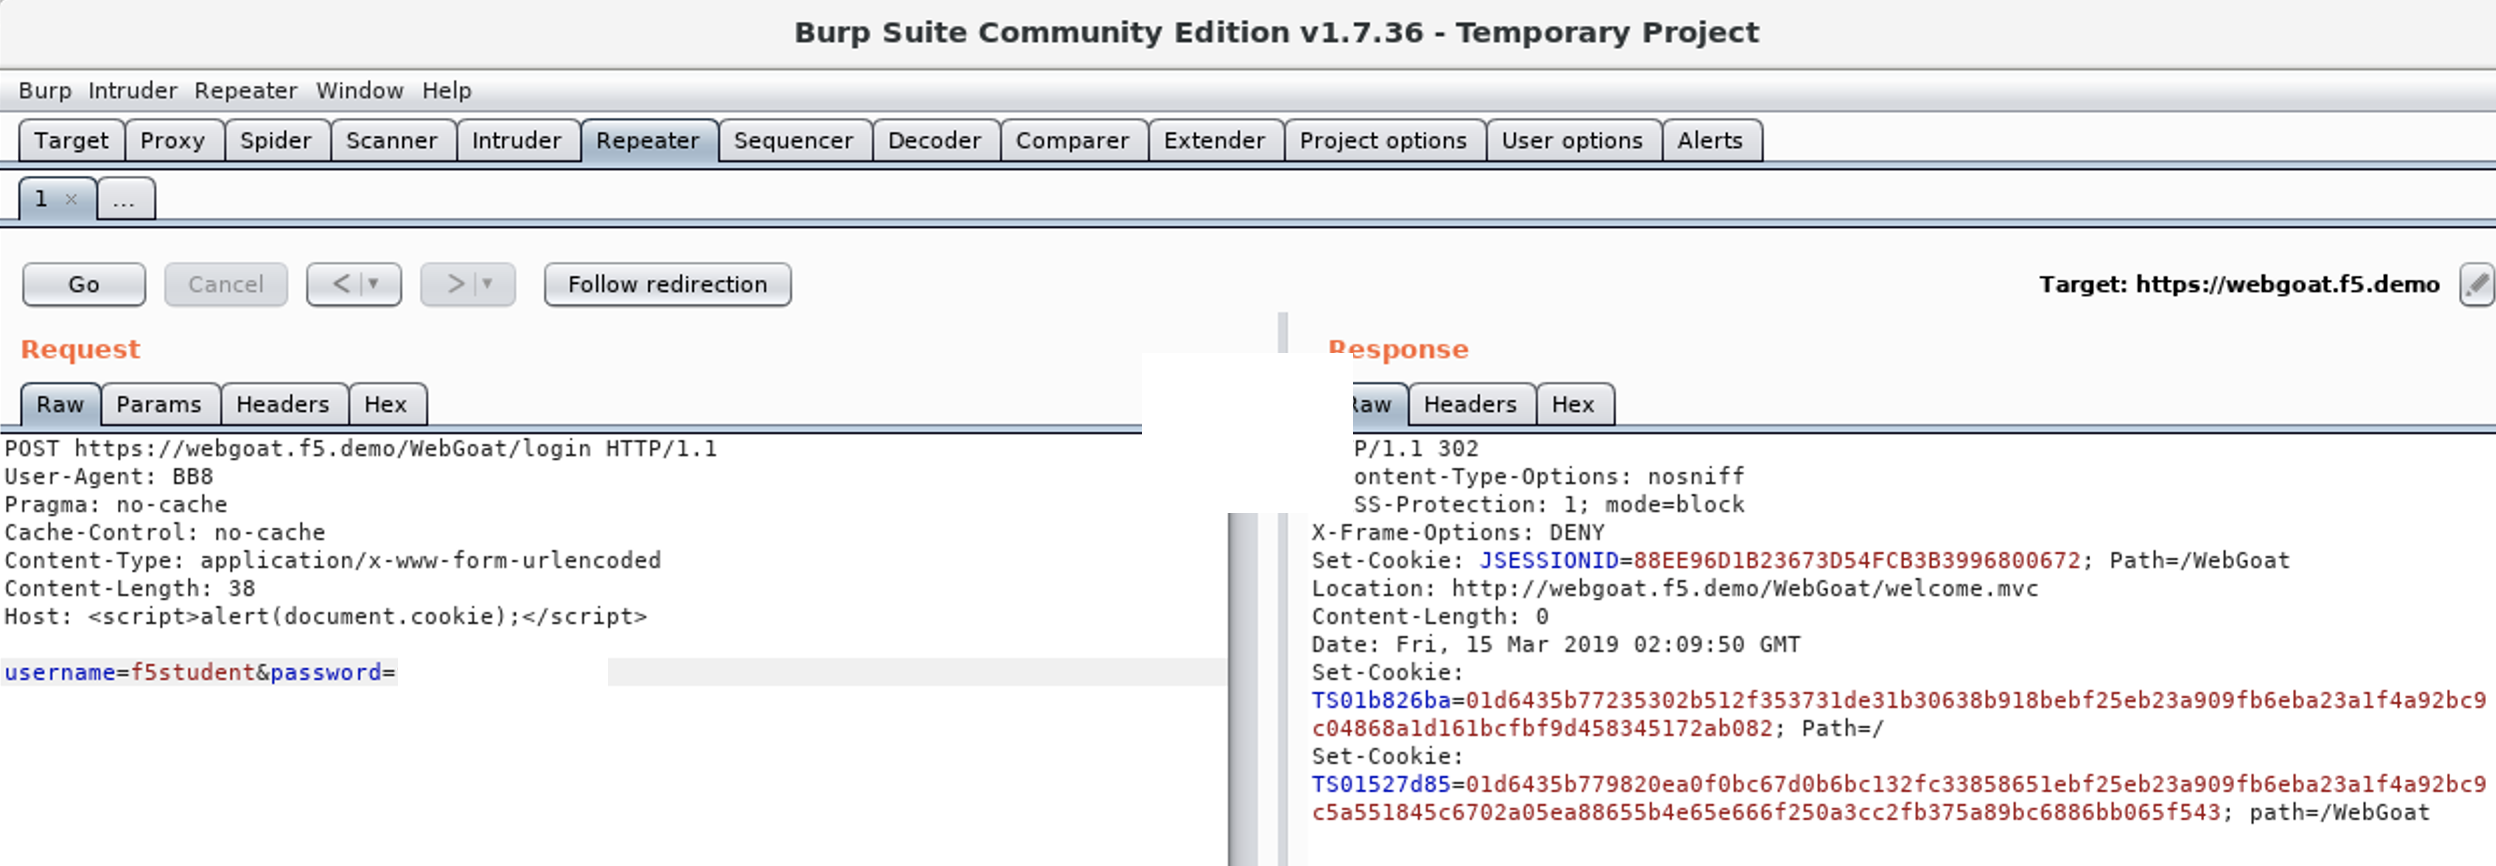 Burp Suite Community Edition v1.7.36 - Temporary Project
Burp Intruder Repeater Window Help
Target Proxy Spider Scanner Intruder Repeater Sequencer Decoder Comparer Extender Project options User options Alerts
1 × ...
Go Cancel < > Follow redirection Target: https://webgoat.f5.demo
Request
Raw Params Headers Hex
POST https://webgoat.f5.demo/WebGoat/login HTTP/1.1
User-Agent: BB8
Pragma: no-cache
Cache-Control: no-cache
Content-Type: application/x-www-form-urlencoded
Content-Length: 38
Host: <script>alert(document.cookie);</script>
username=f5student&password=
Response
Raw Headers Hex
P/1.1 302
ontent-Type-Options: nosniff
SS-Protection: 1; mode=block
X-Frame-Options: DENY
Set-Cookie: JSESSIONID=88EE96D1B23673D54FCB3B3996800672; Path=/WebGoat
Location: http://webgoat.f5.demo/WebGoat/welcome.mvc
Content-Length: 0
Date: Fri, 15 Mar 2019 02:09:50 GMT
Set-Cookie:
TS01b826ba=01d6435b77235302b512f353731de31b30638b918bebf25eb23a909fb6eba23a1f4a92bc9
c04868a1d161bcfbf9d458345172ab082; Path=/
Set-Cookie:
TS01527d85=01d6435b779820ea0f0bc67d0b6bc132fc33858651ebf25eb23a909fb6eba23a1f4a92bc9
c5a551845c6702a05ea88655b4e65e666f250a3cc2fb375a89bc6886bb065f543; path=/WebGoat